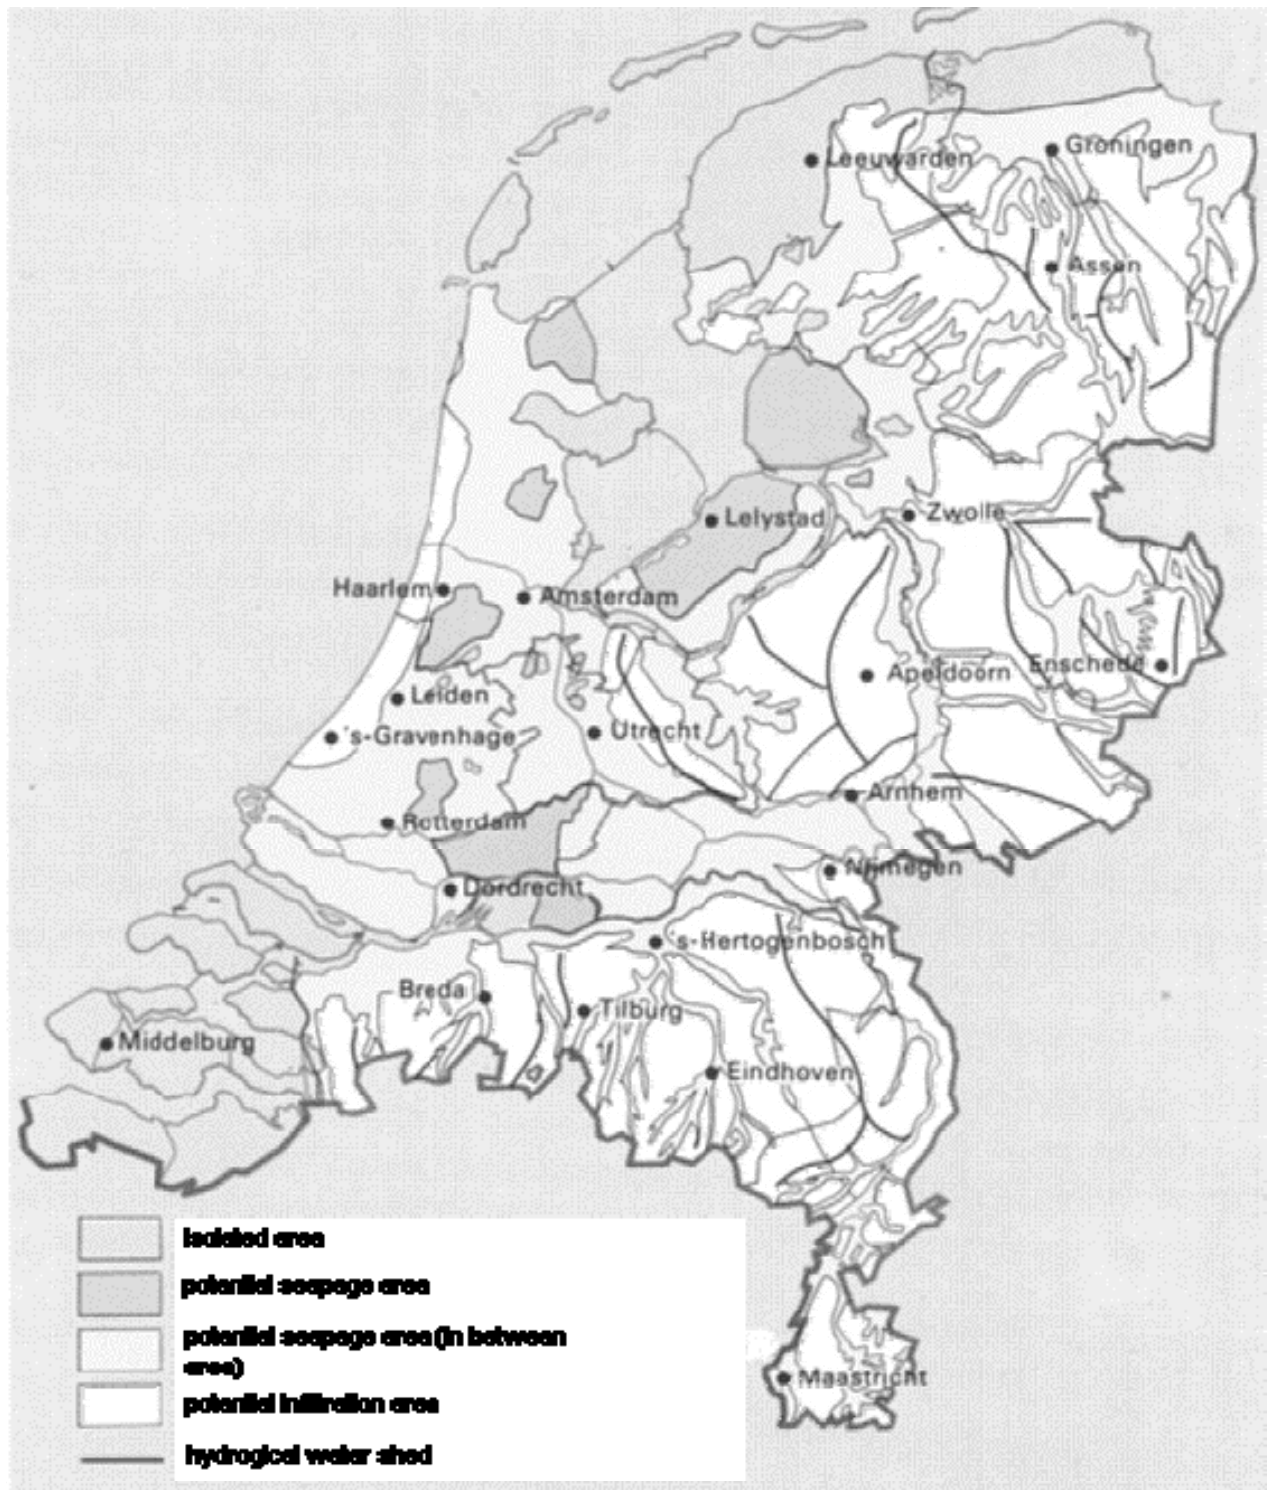 Leeuwarden
Groningen
Assen
Lelystad
Zwolle
Haarlem
Amsterdam
Enschede
Apeldoorn
Leiden
's-Gravenhage
Utrecht
Arnhem
Rotterdam
Nijmegen
Dordrecht
's-Hertogenbosch
Breda
Tilburg
Middelburg
Eindhoven
Maastricht
isolated area
potential seepage area
potential seepage area (in between
area)
potential infiltration area
hydrogical water shed